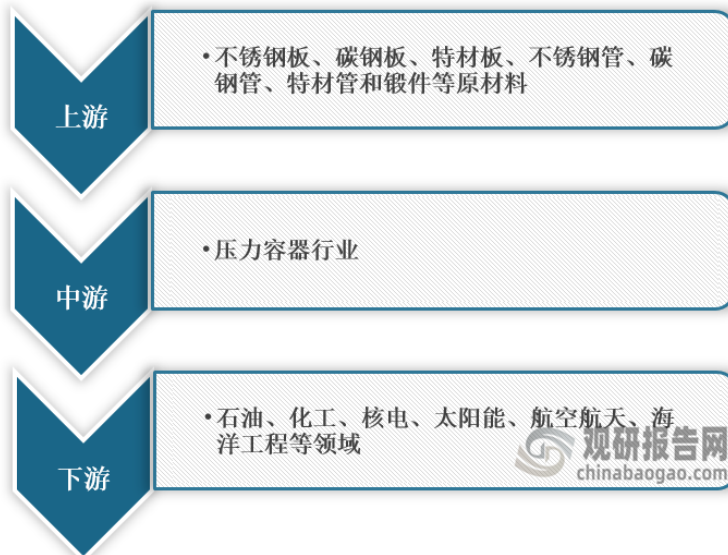 上游
•不锈钢板、碳钢板、特材板、不锈钢管、碳
钢管、特材管和锻件等原材料
中游
•压力容器行业
下游
•石油、化工、核电、太阳能、航空航天、海
洋工程等领域
观研报告网
chinabaogao.com